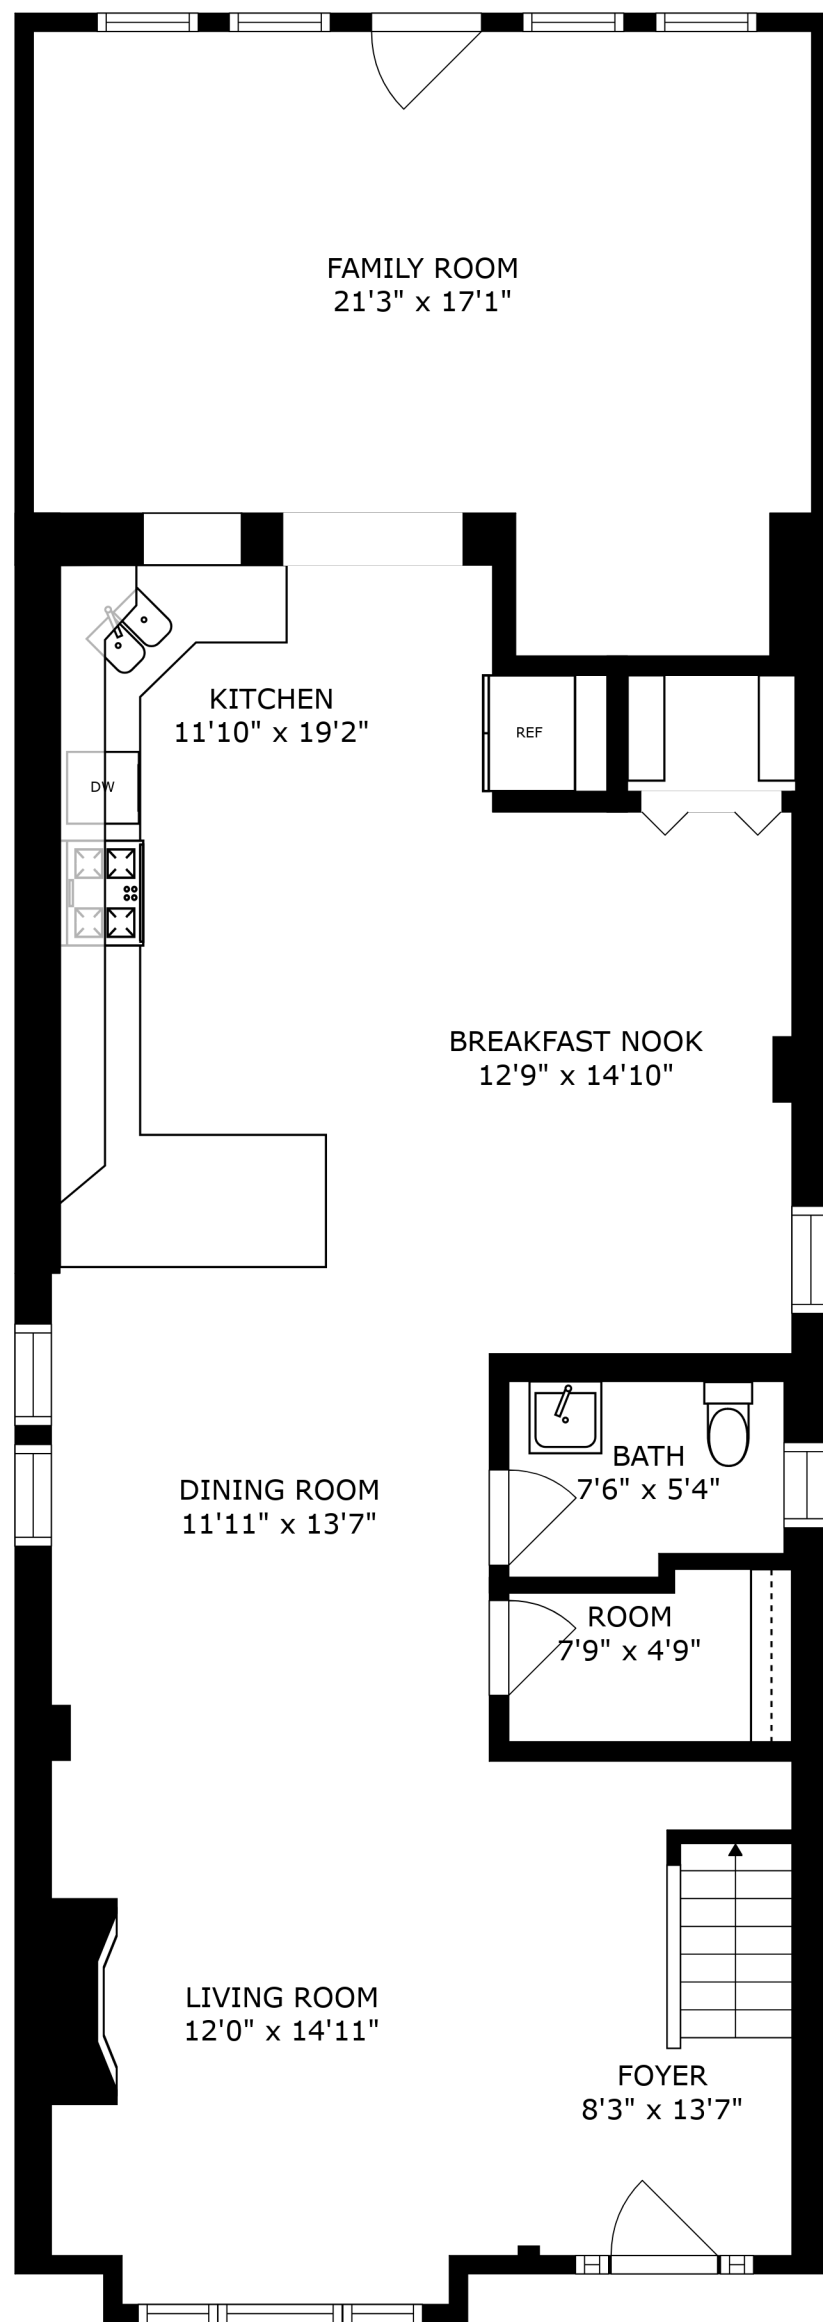 FAMILY ROOM
21'3" x 17'1"
KITCHEN
11'10" x 19'2"
REF
DW
BREAKFAST NOOK
12'9" x 14'10"
BATH
7'6" x 5'4"
DINING ROOM
11'11" x 13'7"
ROOM
7'9" x 4'9"
LIVING ROOM
12'0" x 14'11"
FOYER
8'3" x 13'7"